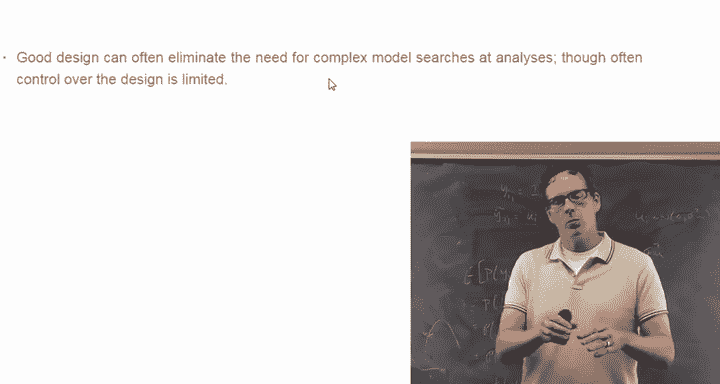 Good design can often eliminate the need for complex model searches at analyses; though often
control over the design is limited.